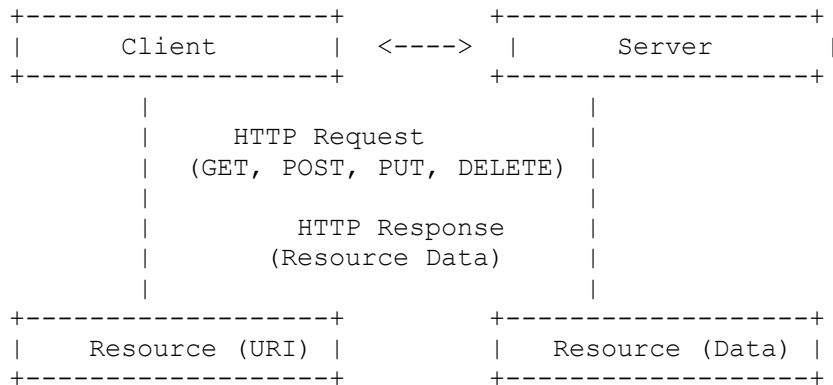 +-------------------+         +-------------------+
|      Client       |  <---->  |      Server       |
+-------------------+         +-------------------+
        |                           |
        |     HTTP Request          |
        |  (GET, POST, PUT, DELETE) |
        |                           |
        |         HTTP Response     |
        |       (Resource Data)     |
        |                           |
+-------------------+         +-------------------+
|    Resource (URI) |         |   Resource (Data) |
+-------------------+         +-------------------+